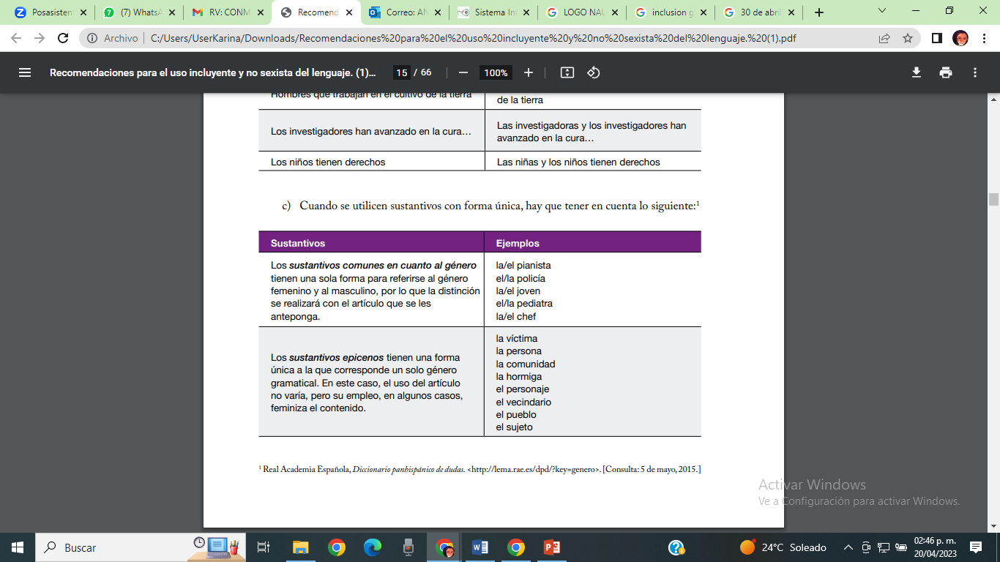 Posasisten
(7) WhatsA
RV: CONM
Recomend
Correo: AN
Sistema In
LOGO NAU
inclusion g
30 de abril
Archivo
C:/Users/UserKarina/Downloads/Recomendaciones%20para%20el%20uso%20incluyente%20y%20no%20sexista%20del%20lenguaje.%20(1).pdf
Recomendaciones para el uso incluyente y no sexista del lenguaje. (1)...
15 / 66
100%
Hombres que trabajan en el cultivo de la tierra
de la tierra
Los investigadores han avanzado en la cura…
Las investigadoras y los investigadores han
avanzado en la cura…
Los niños tienen derechos
Las niñas y los niños tienen derechos
c) Cuando se utilicen sustantivos con forma única, hay que tener en cuenta lo siguiente:¹
Sustantivos
Ejemplos
Los sustantivos comunes en cuanto al género
tienen una sola forma para referirse al género
femenino y al masculino, por lo que la distinción
se realizará con el artículo que se les
anteponga.
la/el pianista
el/la policía
la/el joven
el/la pediatra
la/el chef
Los sustantivos epicenos tienen una forma
única a la que corresponde un solo género
gramatical. En este caso, el uso del artículo
no varía, pero su empleo, en algunos casos,
feminiza el contenido.
la víctima
la persona
la comunidad
la hormiga
el personaje
el vecindario
el pueblo
el sujeto
¹ Real Academia Española, Diccionario panhispánico de dudas. <http://lema.rae.es/dpd/?key=genero>. [Consulta: 5 de mayo, 2015.]
Activar Windows
Ve a Configuración para activar Windows.
Buscar
24°C Soleado
02:46 p. m.
20/04/2023